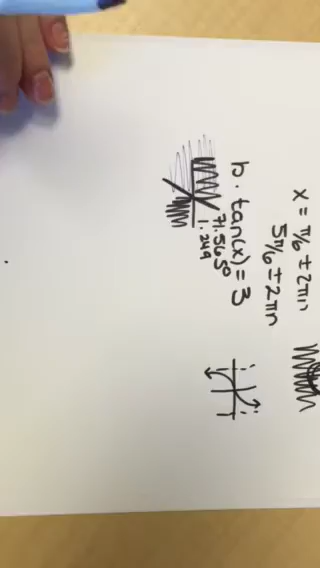 x = π/6 ± 2πn
5π/6 ± 2πn
b. tan(x) = 3
71.565°
1.249